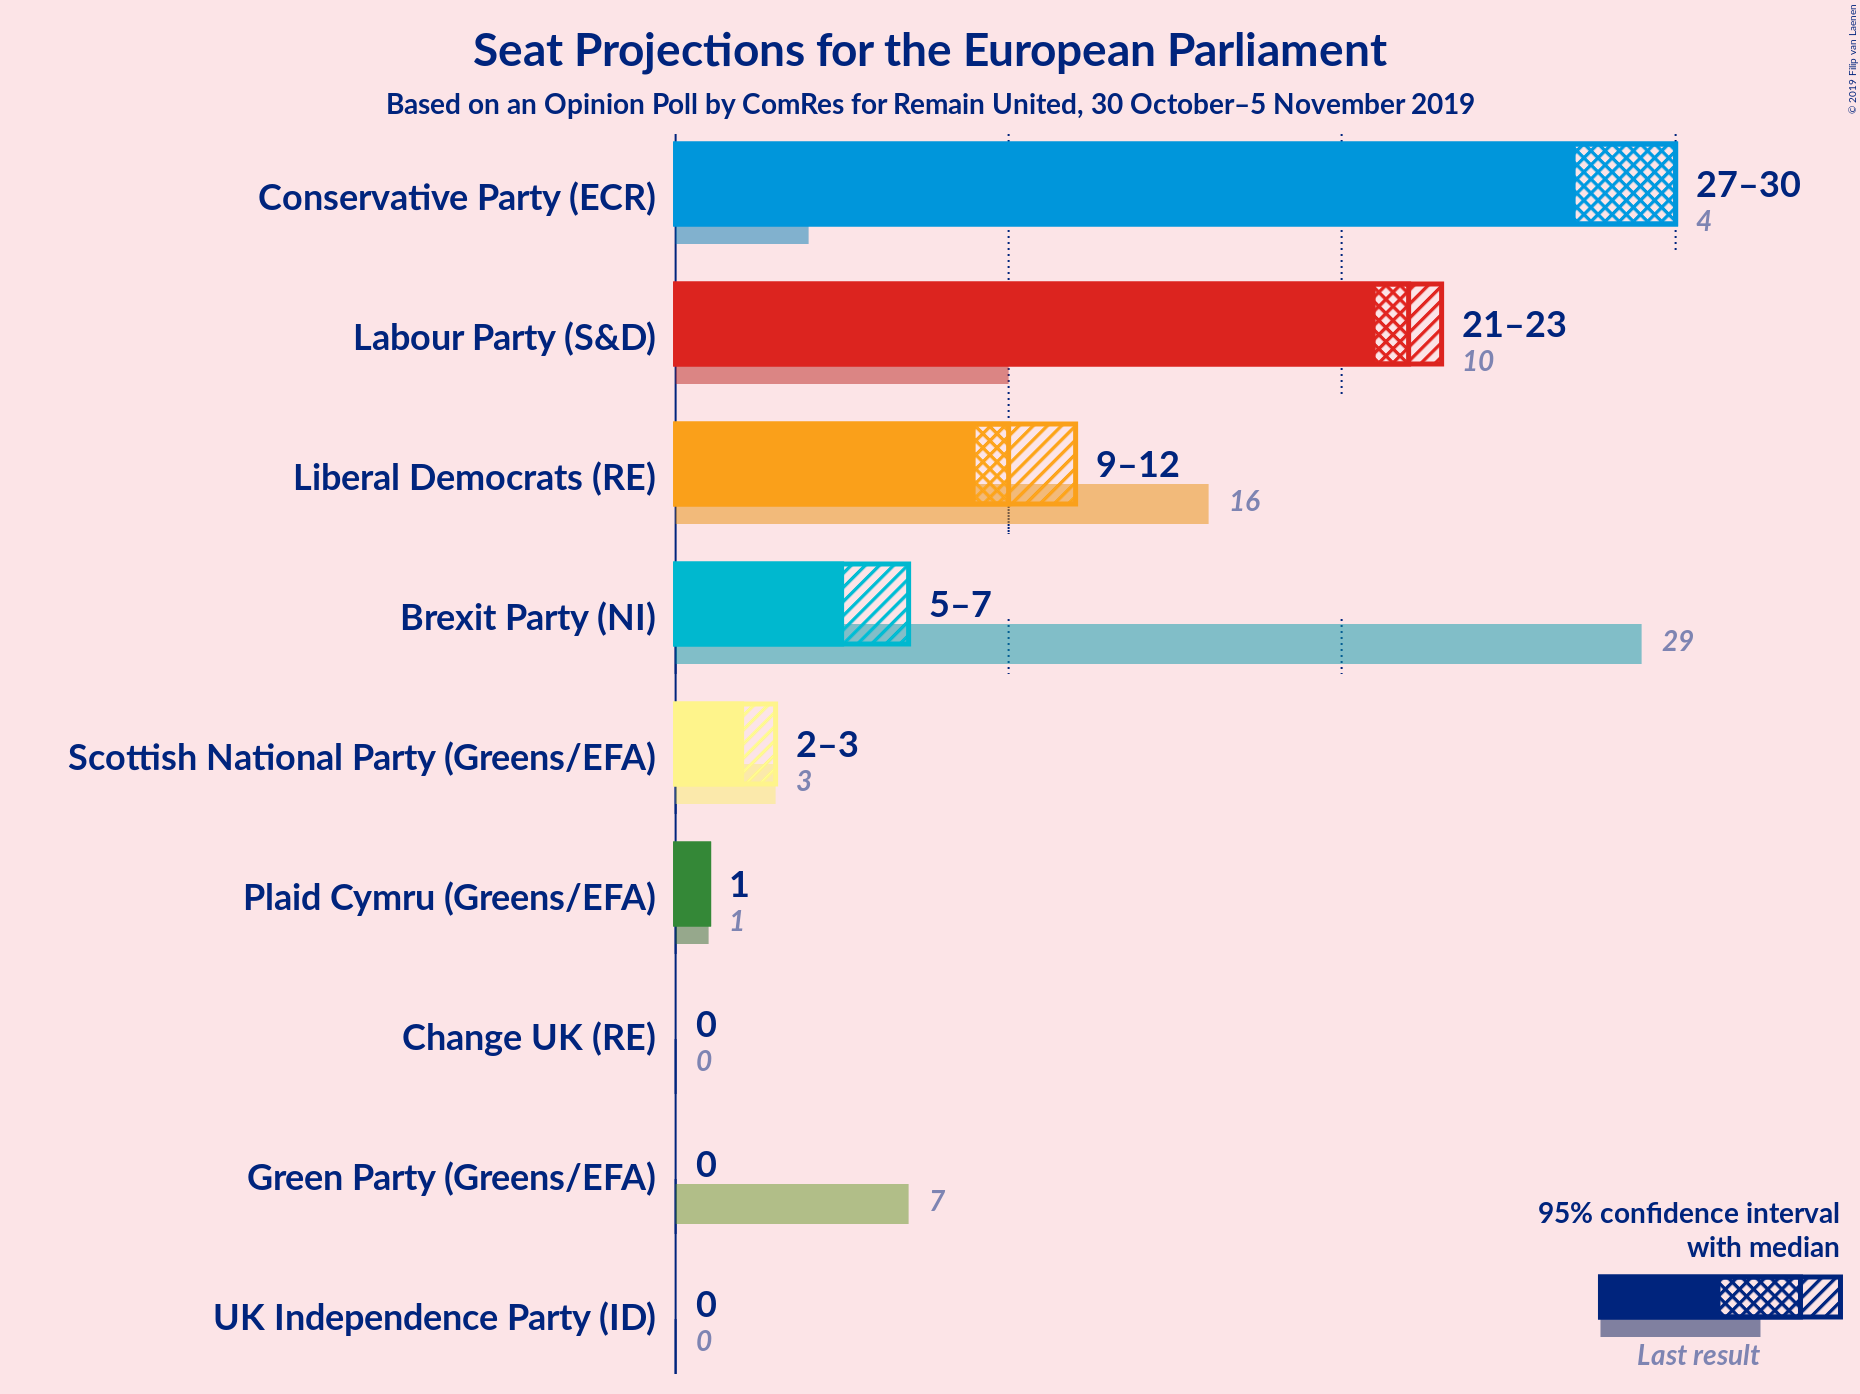 Seat Projections for the European Parliament
Based on an Opinion Poll by ComRes for Remain United, 30 October–5 November 2019
© 2019 Filip van Laenen
Conservative Party (ECR)
27–30
4
Labour Party (S&D)
21–23
10
Liberal Democrats (RE)
9–12
16
Brexit Party (NI)
5–7
29
Scottish National Party (Greens/EFA)
2–3
3
Plaid Cymru (Greens/EFA)
1
1
Change UK (RE)
0
0
Green Party (Greens/EFA)
0
7
UK Independence Party (ID)
0
0
95% confidence interval
with median
Last result